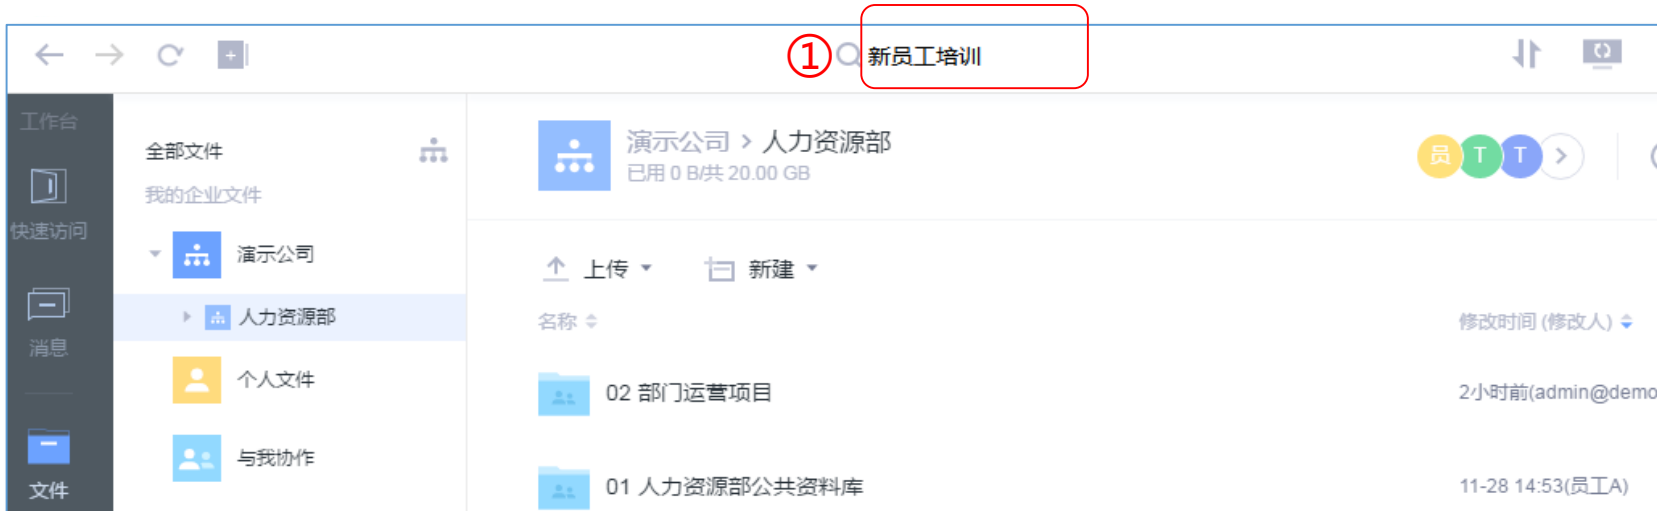 ① 新员工培训
工作台
快速访问
消息
文件
全部文件
我的企业文件
演示公司
人力资源部
个人文件
与我协作
演示公司 > 人力资源部
已用 0 B/共 20.00 GB
员 T T >
上传 新建
名称 修改时间 (修改人)
02 部门运营项目 2小时前(admin@demo
01 人力资源部公共资料库 11-28 14:53(员工A)